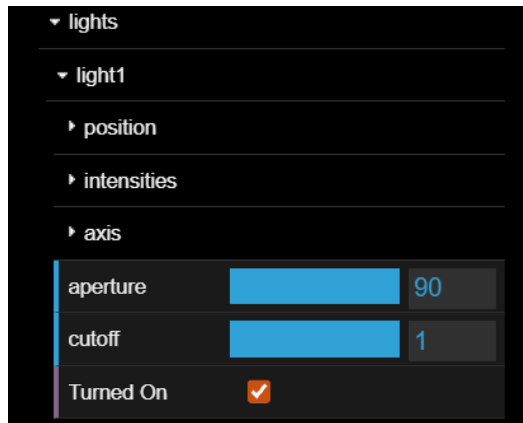 lights
light1
position
intensities
axis
aperture 90
cutoff 1
Turned On